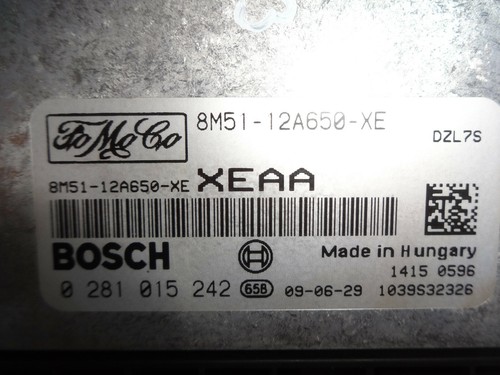 FoMoCo
8M51-12A650-XE
DZL7S
8M51-12A650-XE XEAA
BOSCH
Made in Hungary
1415 0596
0 281 015 242 65B 09-06-29 1039S32326